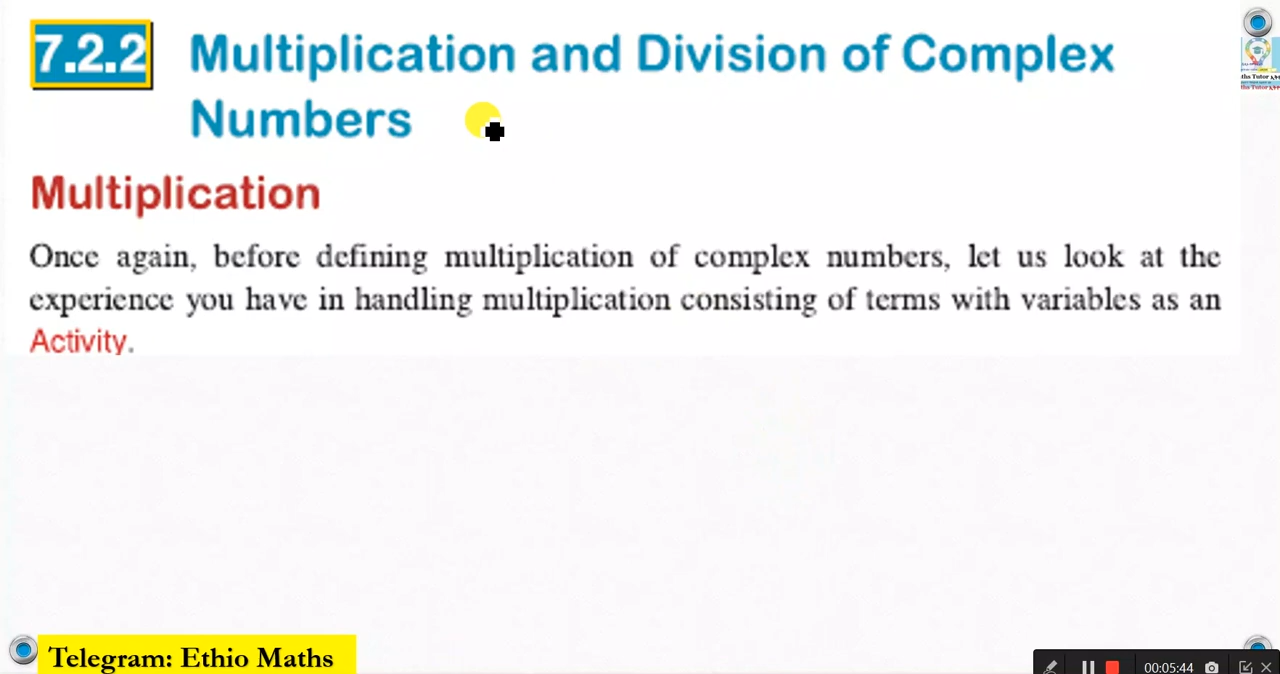 7.2.2 Multiplication and Division of Complex
Numbers
Multiplication
Once again, before defining multiplication of complex numbers, let us look at the
experience you have in handling multiplication consisting of terms with variables as an
Activity.
Telegram: Ethio Maths
00:05:44